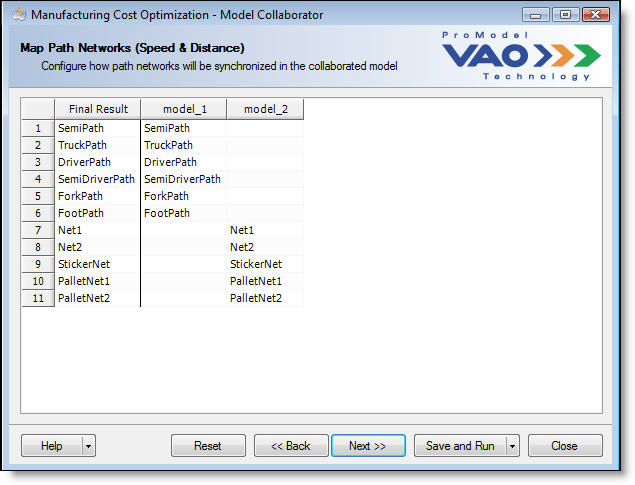 Manufacturing Cost Optimization - Model Collaborator
Map Path Networks (Speed & Distance)
Configure how path networks will be synchronized in the collaborated model
ProModel
VAO
Technology
Final Result model_1 model_2
1 SemiPath SemiPath
2 TruckPath TruckPath
3 DriverPath DriverPath
4 SemiDriverPath SemiDriverPath
5 ForkPath ForkPath
6 FootPath FootPath
7 Net1 Net1
8 Net2 Net2
9 StickerNet StickerNet
10 PalletNet1 PalletNet1
11 PalletNet2 PalletNet2
Help Reset << Back Next >> Save and Run Close